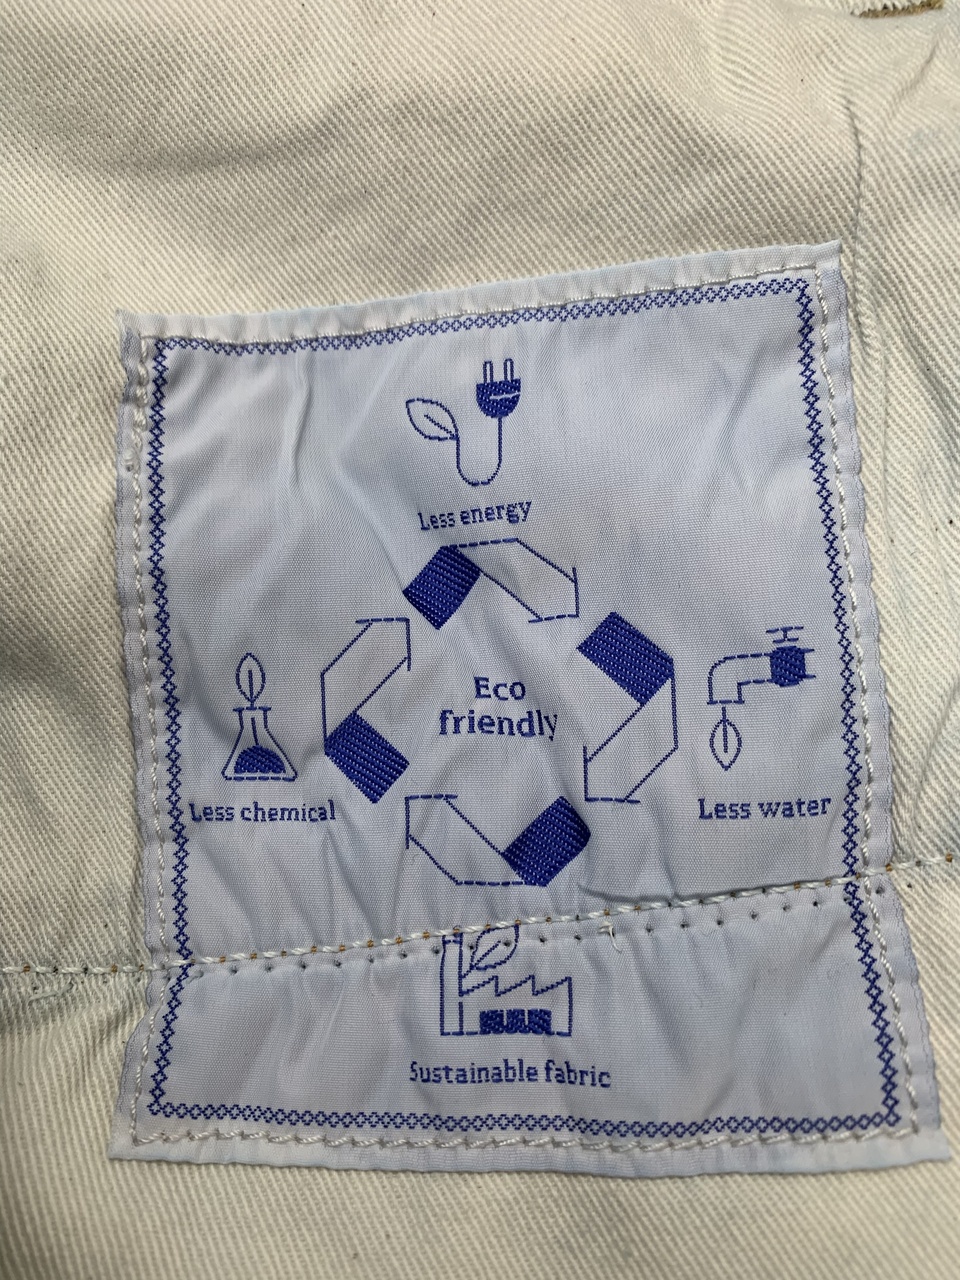 Less energy
Eco
friendly
Less chemical
Less water
Sustainable fabric